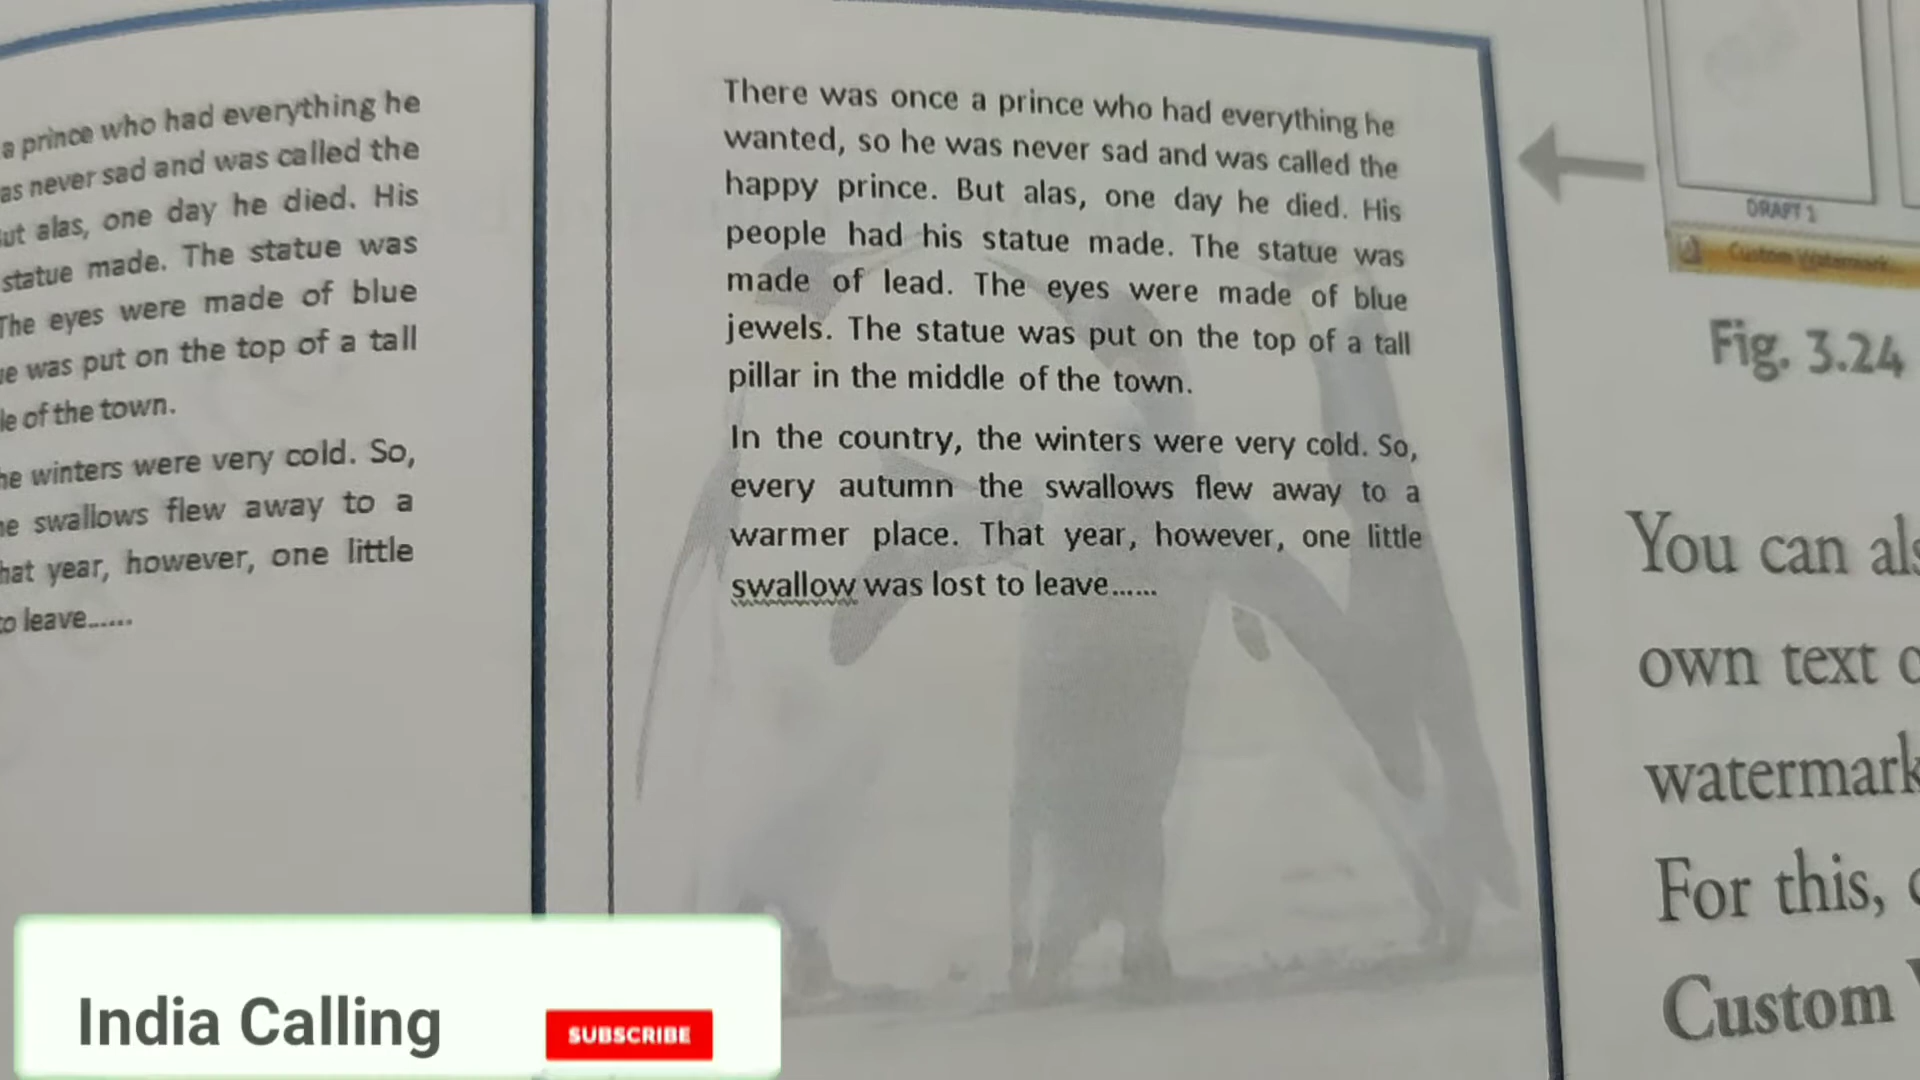 a prince who had everything he
as never sad and was called the
ut alas, one day he died. His
statue made. The statue was
The eyes were made of blue
e was put on the top of a tall
le of the town.
he winters were very cold. So,
he swallows flew away to a
hat year, however, one little
to leave......
There was once a prince who had everything he
wanted, so he was never sad and was called the
happy prince. But alas, one day he died. His
people had his statue made. The statue was
made of lead. The eyes were made of blue
jewels. The statue was put on the top of a tall
pillar in the middle of the town.
In the country, the winters were very cold. So,
every autumn the swallows flew away to a
warmer place. That year, however, one little
swallow was lost to leave......
DRAFT 1
Custom Watermark...
Fig. 3.24
You can als
own text o
watermark
For this,
Custom
India Calling
SUBSCRIBE